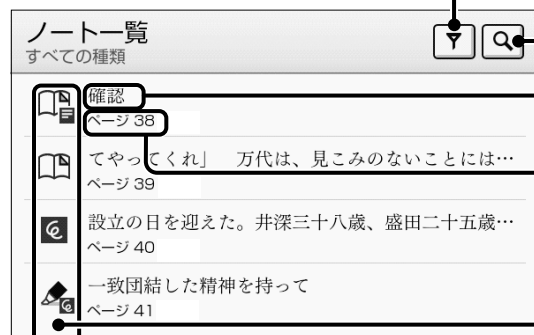 ノート一覧
すべての種類
確認
ページ 38
てやってくれ」　万代は、見こみのないことには…
ページ 39
設立の日を迎えた。井深三十八歳、盛田二十五歳…
ページ 40
一致団結した精神を持って
ページ 41